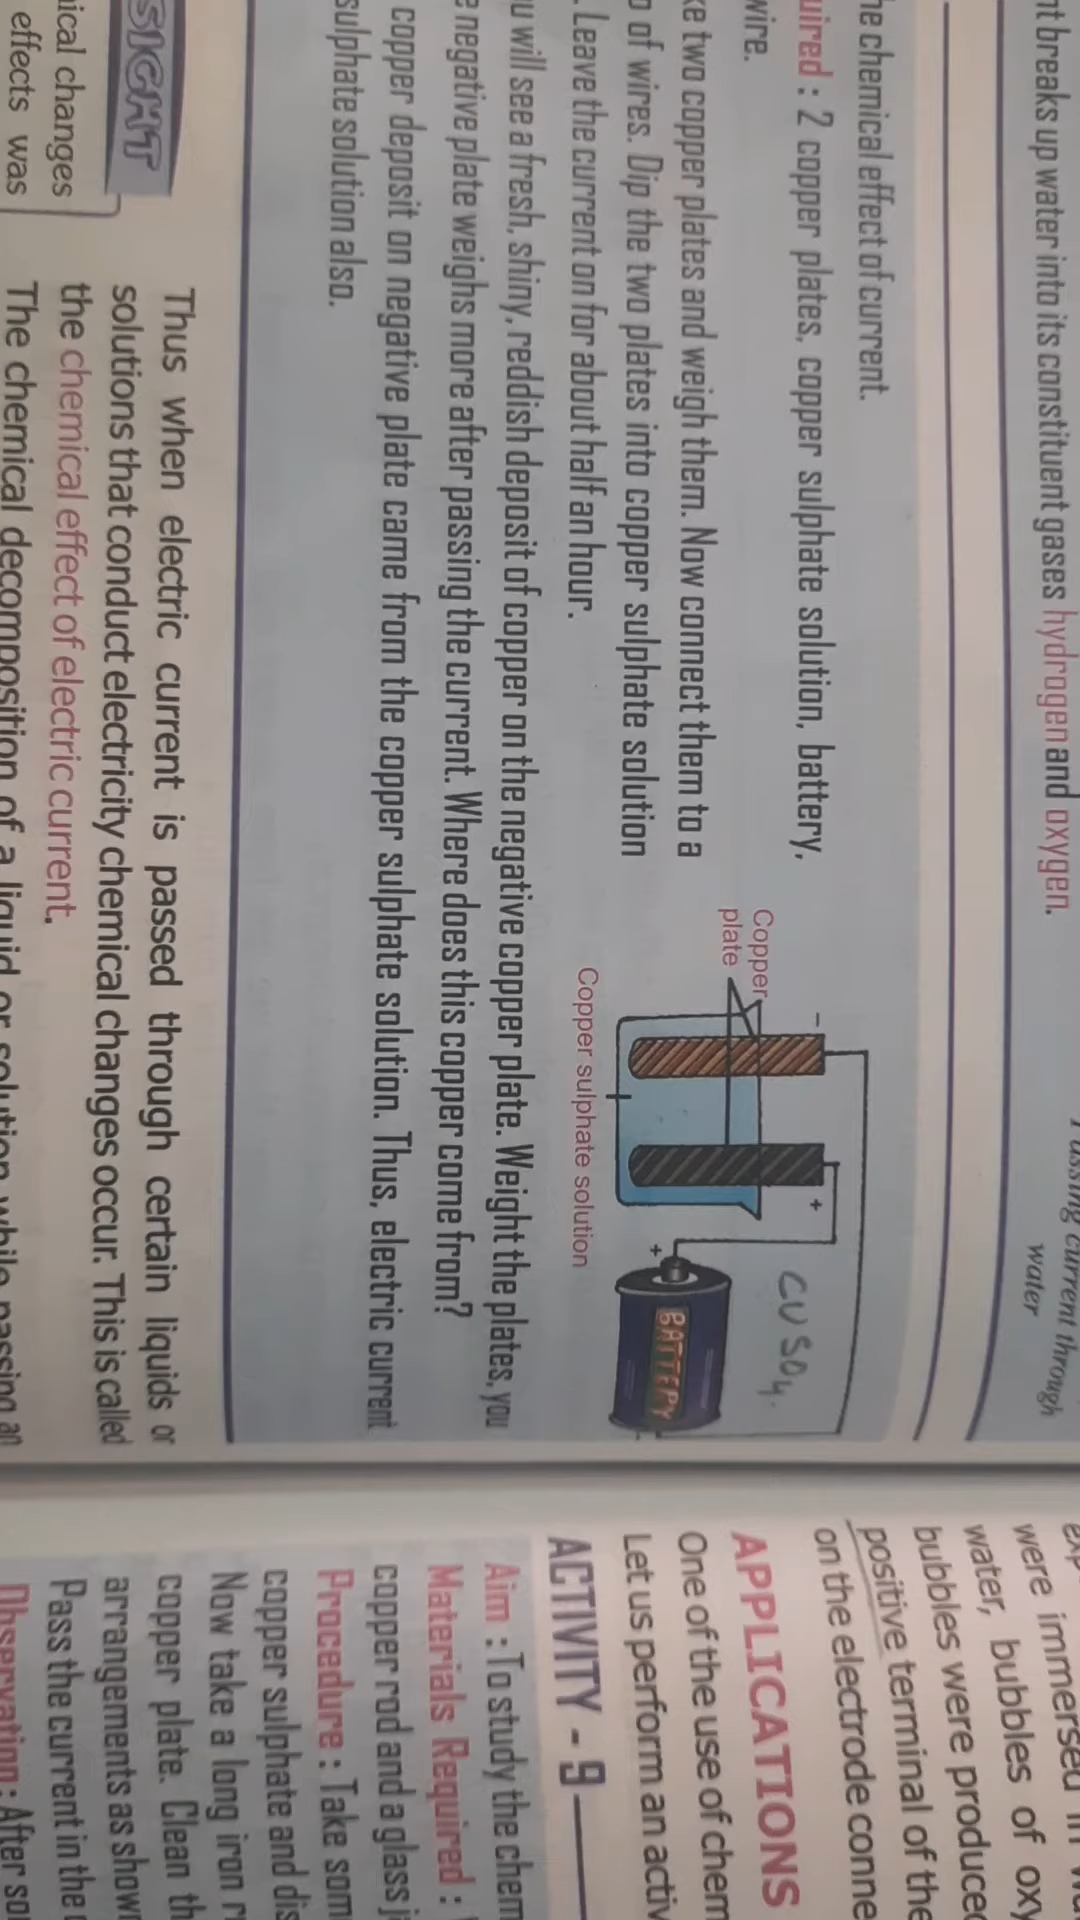 nt breaks up water into its constituent gases hydrogen and oxygen.
current through
water
he chemical effect of current.
uired : 2 copper plates, copper sulphate solution, battery,
wire.
ke two copper plates and weigh them. Now connect them to a
of wires. Dip the two plates into copper sulphate solution
. Leave the current on for about half an hour.
u will see a fresh, shiny, reddish deposit of copper on the negative copper plate. Weight the plates, you
e negative plate weighs more after passing the current. Where does this copper come from?
copper deposit on negative plate came from the copper sulphate solution. Thus, electric current
sulphate solution also.
Copper
plate
-
+
Copper sulphate solution
+
BATTERY
CUSO4.
SIGHT
ical changes
effects was
Thus when electric current is passed through certain liquids or
solutions that conduct electricity chemical changes occur. This is called
the chemical effect of electric current.
The chemical decomposition of a liquid or solution while passing an
were immersed in
water, bubbles of oxy
bubbles were produced
positive terminal of the
on the electrode conne
APPLICATIONS
One of the use of chem
Let us perform an activ
ACTIVITY - 9
Aim : To study the chem
Materials Required :
copper rod and a glass j
Procedure : Take som
copper sulphate and dis
Now take a long iron r
copper plate. Clean th
arrangements as shown
Pass the current in the
Observation : After so